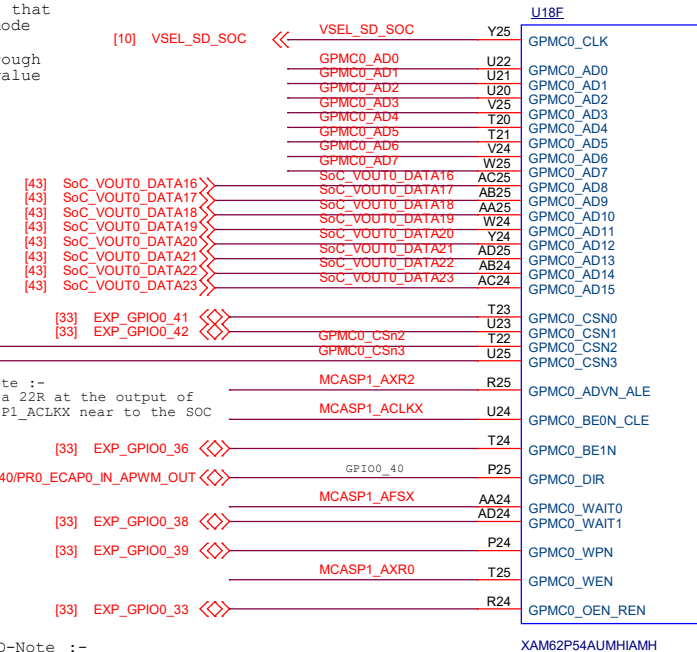 that
ode
rough
alue
U18F
[10] VSEL_SD_SOC VSEL_SD_SOC Y25 GPMC0_CLK
GPMC0_AD0 U22 GPMC0_AD0
GPMC0_AD1 U21 GPMC0_AD1
GPMC0_AD2 U20 GPMC0_AD2
GPMC0_AD3 V25 GPMC0_AD3
GPMC0_AD4 T20 GPMC0_AD4
GPMC0_AD5 T21 GPMC0_AD5
GPMC0_AD6 V24 GPMC0_AD6
GPMC0_AD7 W25 GPMC0_AD7
[43] SoC_VOUT0_DATA16 SoC_VOUT0_DATA16 AC25 GPMC0_AD8
[43] SoC_VOUT0_DATA17 SoC_VOUT0_DATA17 AB25 GPMC0_AD9
[43] SoC_VOUT0_DATA18 SoC_VOUT0_DATA18 AA25 GPMC0_AD10
[43] SoC_VOUT0_DATA19 SoC_VOUT0_DATA19 W24 GPMC0_AD11
[43] SoC_VOUT0_DATA20 SoC_VOUT0_DATA20 Y24 GPMC0_AD12
[43] SoC_VOUT0_DATA21 SoC_VOUT0_DATA21 AD25 GPMC0_AD13
[43] SoC_VOUT0_DATA22 SoC_VOUT0_DATA22 AB24 GPMC0_AD14
[43] SoC_VOUT0_DATA23 SoC_VOUT0_DATA23 AC24 GPMC0_AD15
[33] EXP_GPIO0_41 T23 GPMC0_CSN0
[33] EXP_GPIO0_42 U23 GPMC0_CSN1
GPMC0_CSn2 T22 GPMC0_CSN2
GPMC0_CSn3 U25 GPMC0_CSN3
ote :-
a 22R at the output of
P1_ACLKX near to the SOC
MCASP1_AXR2 R25 GPMC0_ADVN_ALE
MCASP1_ACLKX U24 GPMC0_BE0N_CLE
[33] EXP_GPIO0_36 T24 GPMC0_BE1N
40/PR0_ECAP0_IN_APWM_OUT GPIO0_40 P25 GPMC0_DIR
MCASP1_AFSX AA24 GPMC0_WAIT0
[33] EXP_GPIO0_38 AD24 GPMC0_WAIT1
[33] EXP_GPIO0_39 P24 GPMC0_WPN
MCASP1_AXR0 T25 GPMC0_WEN
[33] EXP_GPIO0_33 R24 GPMC0_OEN_REN
D-Note :-
XAM62P54AUMHIAMH